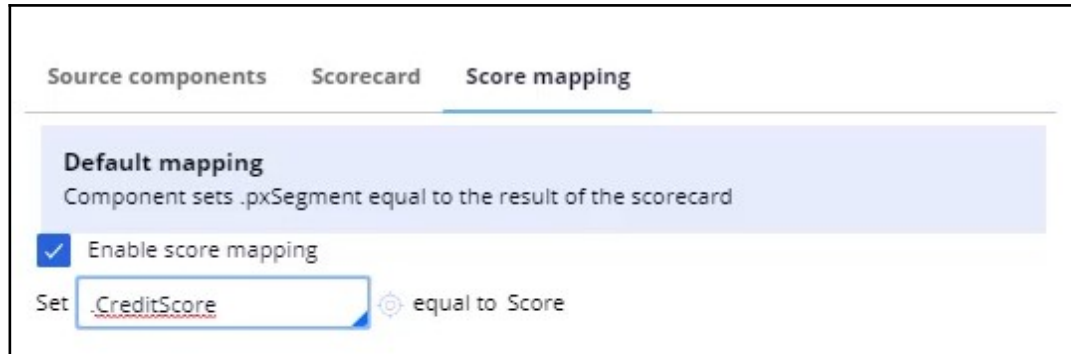 Source components Scorecard Score mapping
Default mapping
Component sets .pxSegment equal to the result of the scorecard
Enable score mapping
Set .CreditScore equal to Score